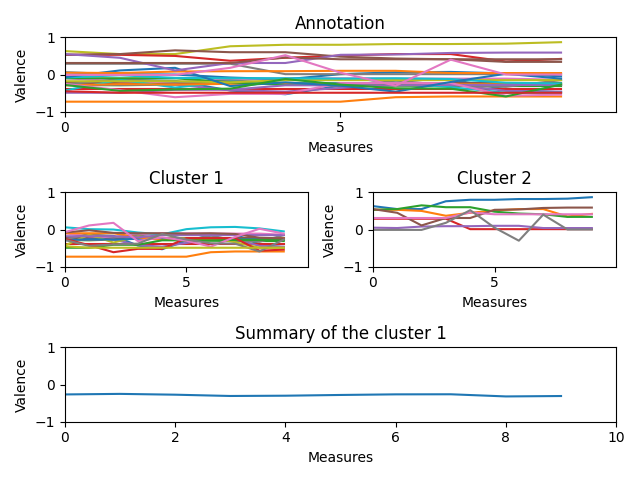 Annotation
Valence
1
0
−1
0
5
Measures
Cluster 1
Valence
1
0
−1
0
5
Measures
Cluster 2
Valence
1
0
−1
0
5
Measures
Summary of the cluster 1
Valence
1
0
−1
0 2 4 6 8 10
Measures